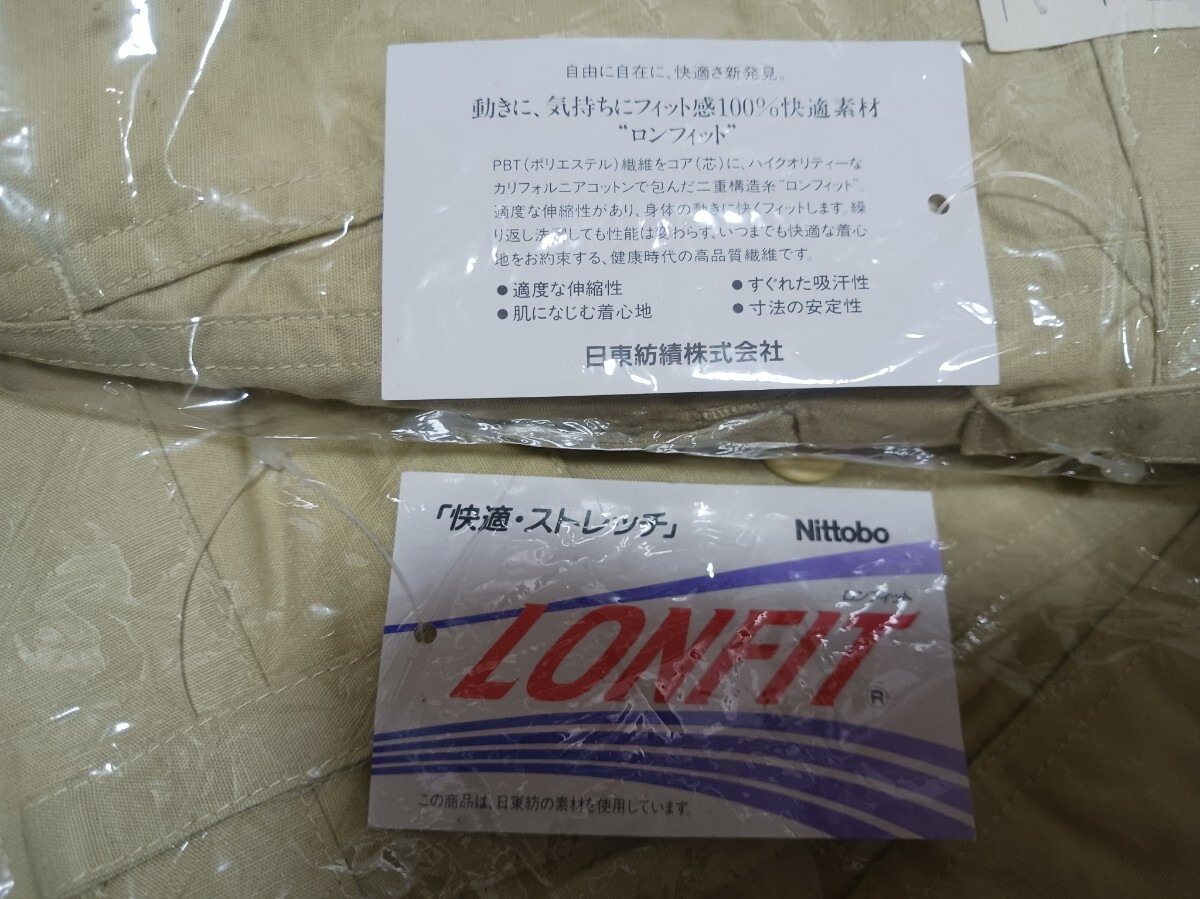 自由に自在に、快適さ新発見。
動きに、気持ちにフィット感100%快適素材
“ロンフィット”
PBT(ポリエステル)繊維をコア(芯)に、ハイクオリティーな
カリフォルニアコットンで包んだ二重構造糸“ロンフィット”。
適度な伸縮性があり、身体の動きに快くフィットします。繰
り返し洗濯しても性能は変わらず、いつまでも快適な着心
地をお約束する、健康時代の高品質繊維です。
●適度な伸縮性 ●すぐれた吸汗性
●肌になじむ着心地 ●寸法の安定性
日東紡績株式会社
「快適・ストレッチ」 Nittobo
ロンフィット
LONFIT®
この商品は、日東紡の素材を使用しています。